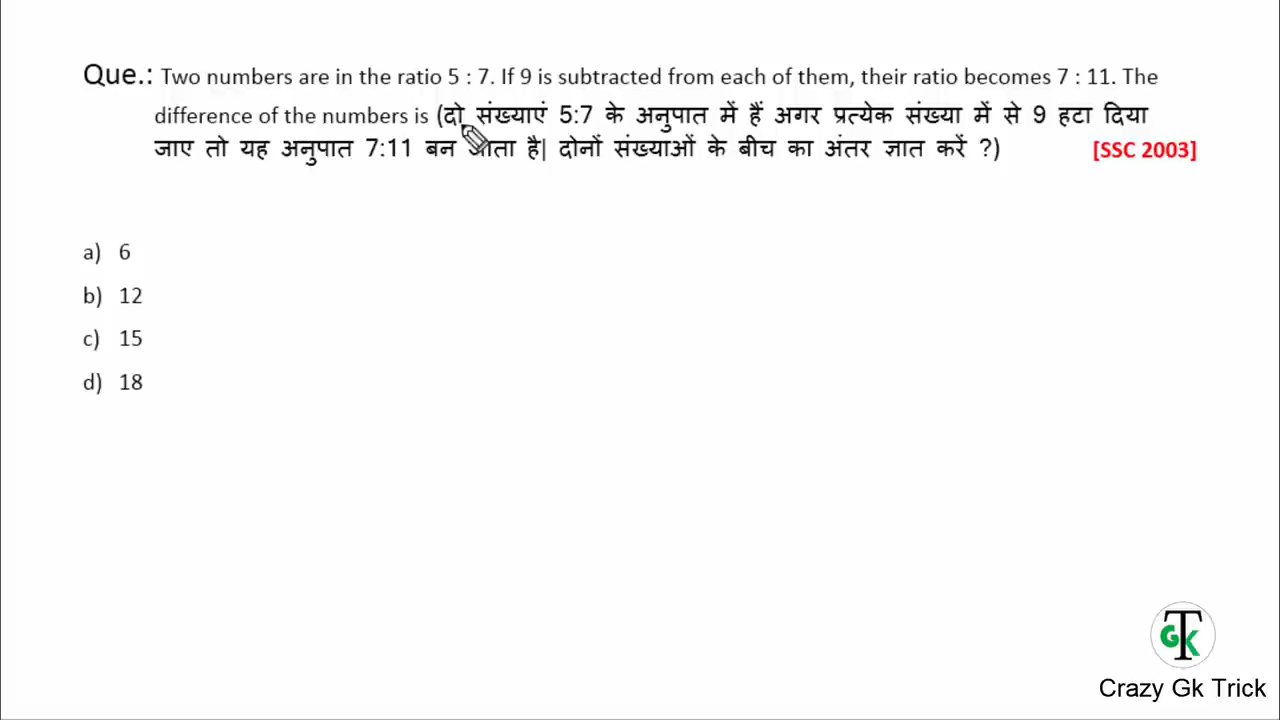 Que.: Two numbers are in the ratio 5 : 7. If 9 is subtracted from each of them, their ratio becomes 7 : 11. The
difference of the numbers is (दो संख्याएं 5:7 के अनुपात में हैं अगर प्रत्येक संख्या में से 9 हटा दिया
जाए तो यह अनुपात 7:11 बन जाता है| दोनों संख्याओं के बीच का अंतर ज्ञात करें ?) [SSC 2003]
a) 6
b) 12
c) 15
d) 18
GTK
Crazy Gk Trick